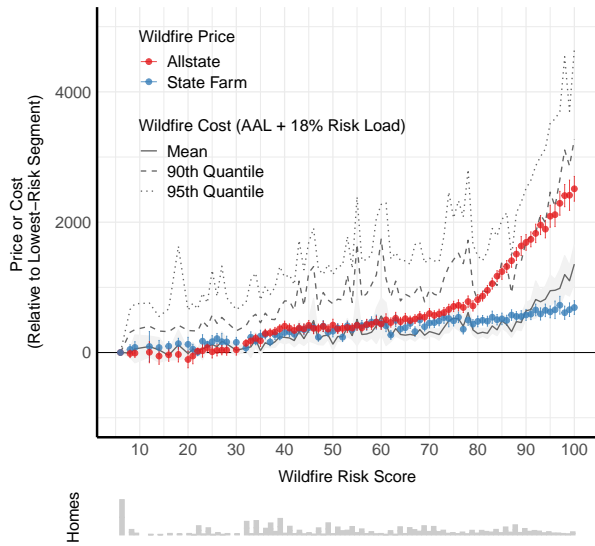 Wildfire Price
Allstate
State Farm
Wildfire Cost (AAL + 18% Risk Load)
Mean
90th Quantile
95th Quantile
Price or Cost
(Relative to Lowest−Risk Segment)
4000
2000
0
10 20 30 40 50 60 70 80 90 100
Wildfire Risk Score
Homes